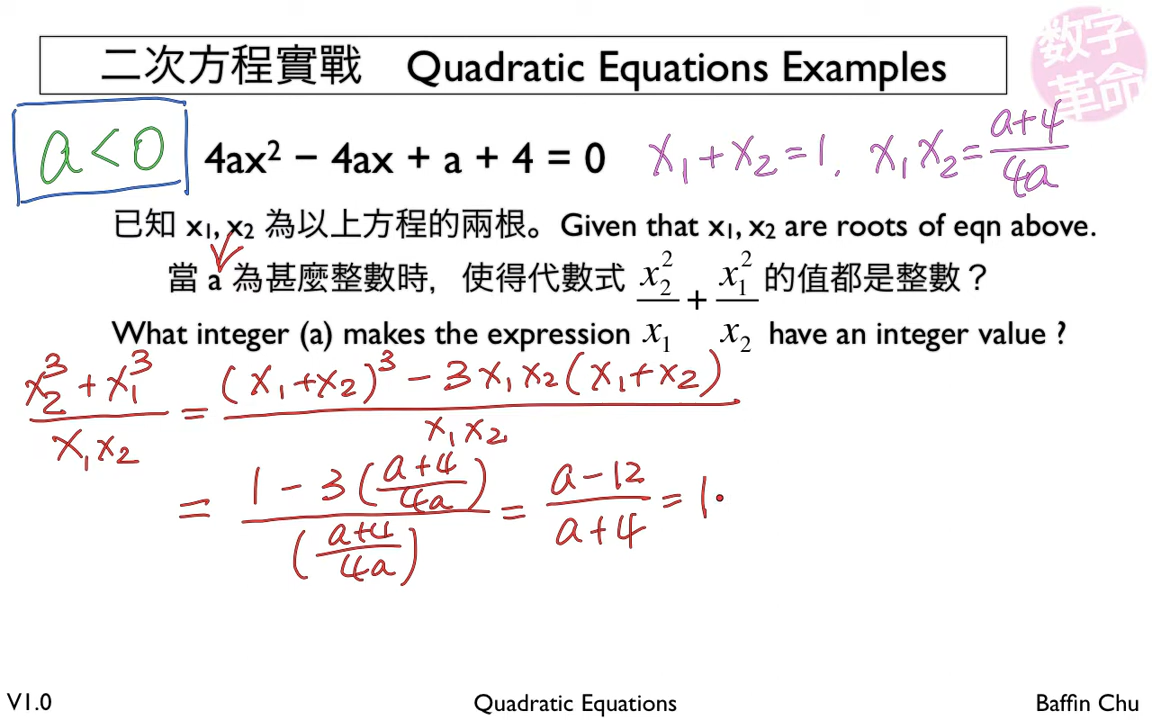 二次方程實戰 Quadratic Equations Examples
数字
革命
a < 0
4ax² − 4ax + a + 4 = 0
x₁ + x₂ = 1, x₁x₂ = (a+4)/(4a)
已知 x₁, x₂ 為以上方程的兩根。Given that x₁, x₂ are roots of eqn above.
當 a 為甚麼整數時, 使得代數式 x₂²/x₁ + x₁²/x₂ 的值都是整數?
What integer (a) makes the expression have an integer value ?
(x₂³ + x₁³)/(x₁x₂) = ((x₁+x₂)³ − 3x₁x₂(x₁+x₂))/(x₁x₂)
= (1 − 3((a+4)/(4a)))/((a+4)/(4a)) = (a−12)/(a+4) = 1
V1.0 Quadratic Equations Baffin Chu